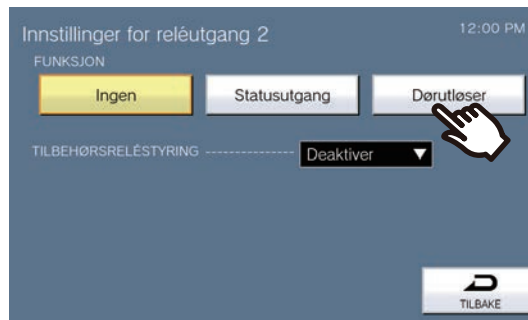 Innstillinger for reléutgang 2 12:00 PM
FUNKSJON
Ingen Statusutgang Dørutløser
TILBEHØRSRELÉSTYRING -------------- Deaktiver ▼
TILBAKE